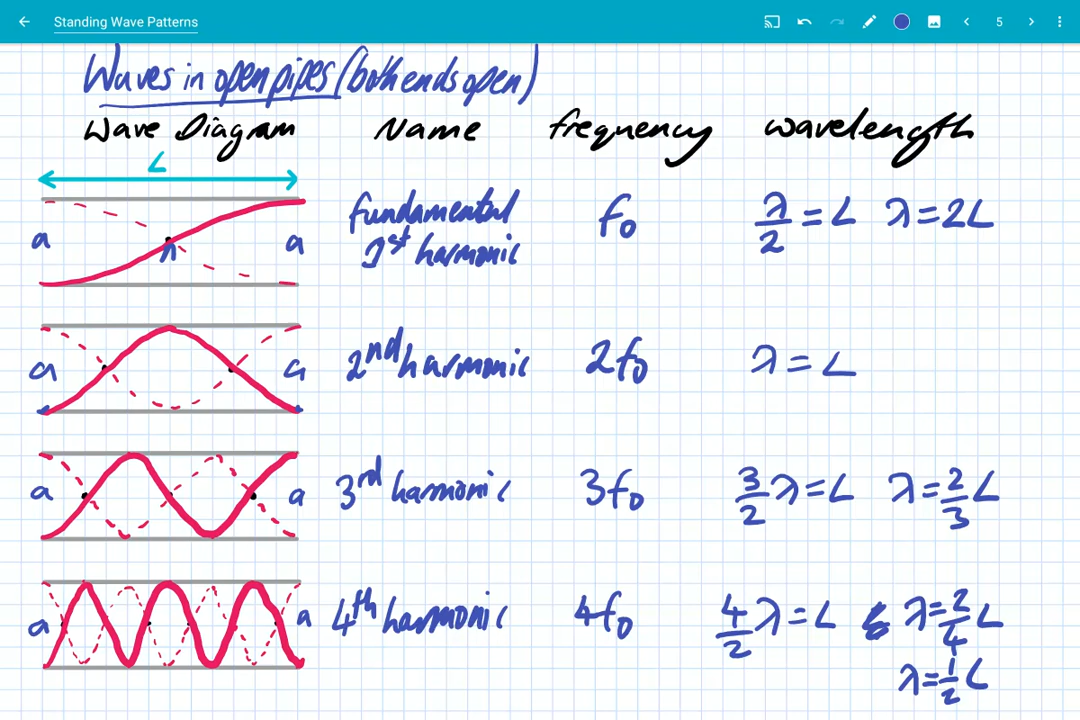 Standing Wave Patterns
5
Waves in open pipes (both ends open)
Wave Diagram Name frequency wavelength
L
a n a fundamental 1st harmonic f₀ λ/2 = L λ = 2L
a a 2nd harmonic 2f₀ λ = L
a a 3rd harmonic 3f₀ 3/2 λ = L λ = 2/3 L
a a 4th harmonic 4f₀ 4/2 λ = L λ = 2/4 L
λ = 1/2 L